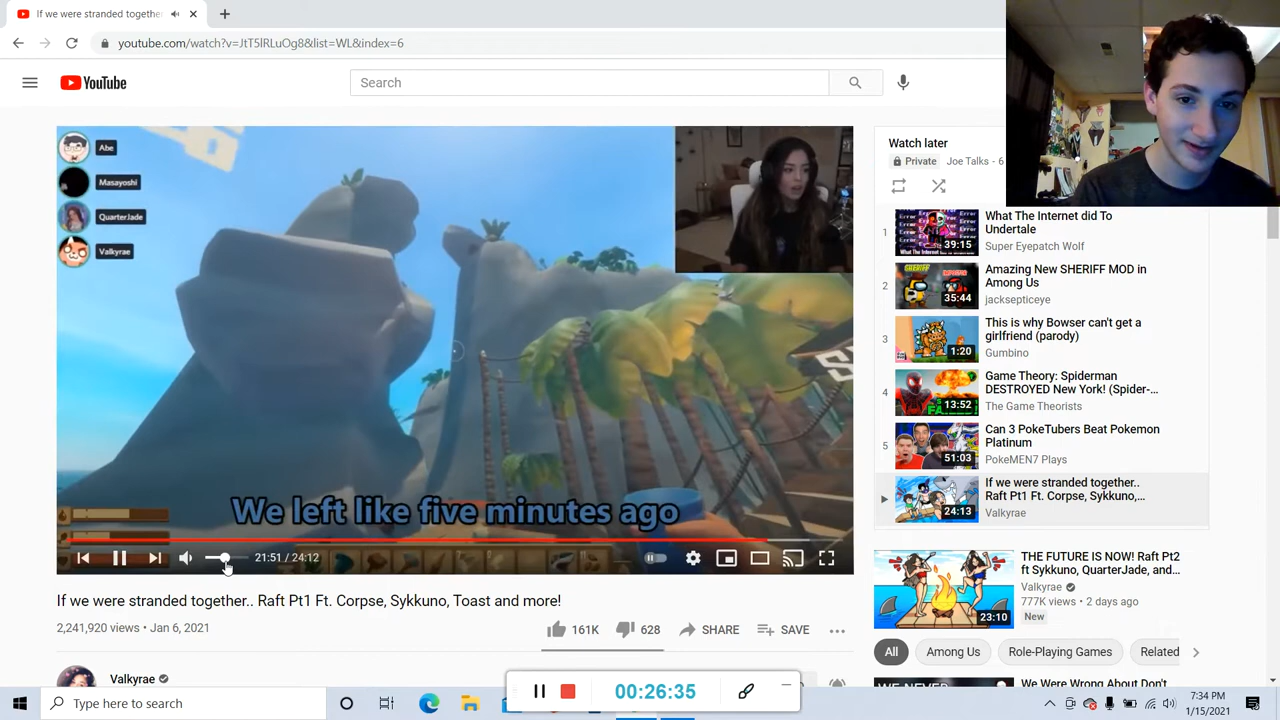 If we were stranded together
youtube.com/watch?v=JtT5lRLuOg8&list=WL&index=6
YouTube
Search
Abe
Masayoshi
QuarterJade
Valkyrae
We left like five minutes ago
21:51 / 24:12
If we were stranded together.. Raft Pt1 Ft. Corpse, Sykkuno, Toast and more!
2,241,920 views • Jan 6, 2021
161K
628
SHARE
SAVE
Valkyrae
Watch later
Private
Joe Talks - 6
1
39:15
What The Internet did To
Undertale
Super Eyepatch Wolf
2
SHERIFF
35:44
Amazing New SHERIFF MOD in
Among Us
jacksepticeye
3
1:20
This is why Bowser can't get a
girlfriend (parody)
Gumbino
4
13:52
Game Theory: Spiderman
DESTROYED New York! (Spider-...
The Game Theorists
5
51:03
Can 3 PokeTubers Beat Pokemon
Platinum
PokeMEN7 Plays
24:13
If we were stranded together..
Raft Pt1 Ft. Corpse, Sykkuno,...
Valkyrae
23:10
THE FUTURE IS NOW! Raft Pt2
ft Sykkuno, QuarterJade, and...
Valkyrae
777K views • 2 days ago
New
All
Among Us
Role-Playing Games
Related
WE NEVER
We Were Wrong About Don't
00:26:35
Type here to search
7:34 PM
1/15/2021